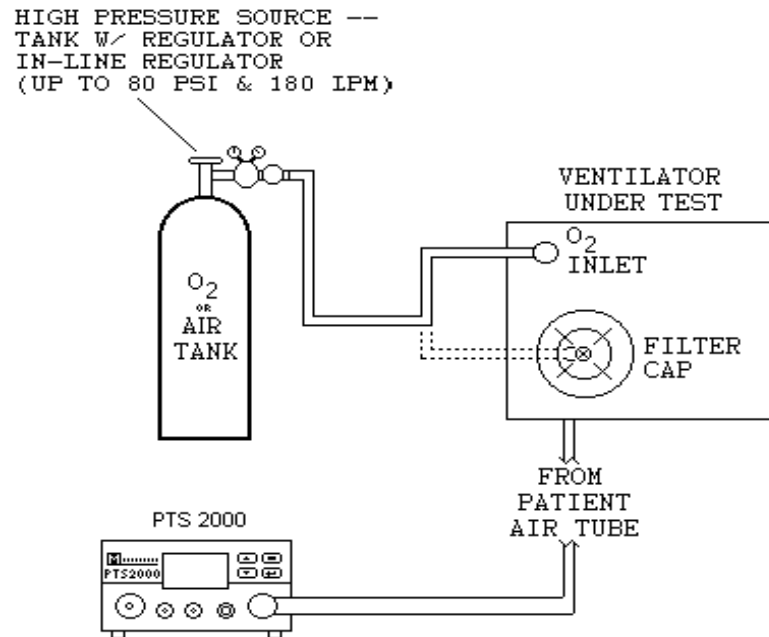 HIGH PRESSURE SOURCE --
TANK W/ REGULATOR OR
IN-LINE REGULATOR
(UP TO 80 PSI & 180 LPM)
VENTILATOR
UNDER TEST
O2
INLET
O2
OR
AIR
TANK
FILTER
CAP
FROM
PATIENT
AIR TUBE
PTS 2000
PTS2000